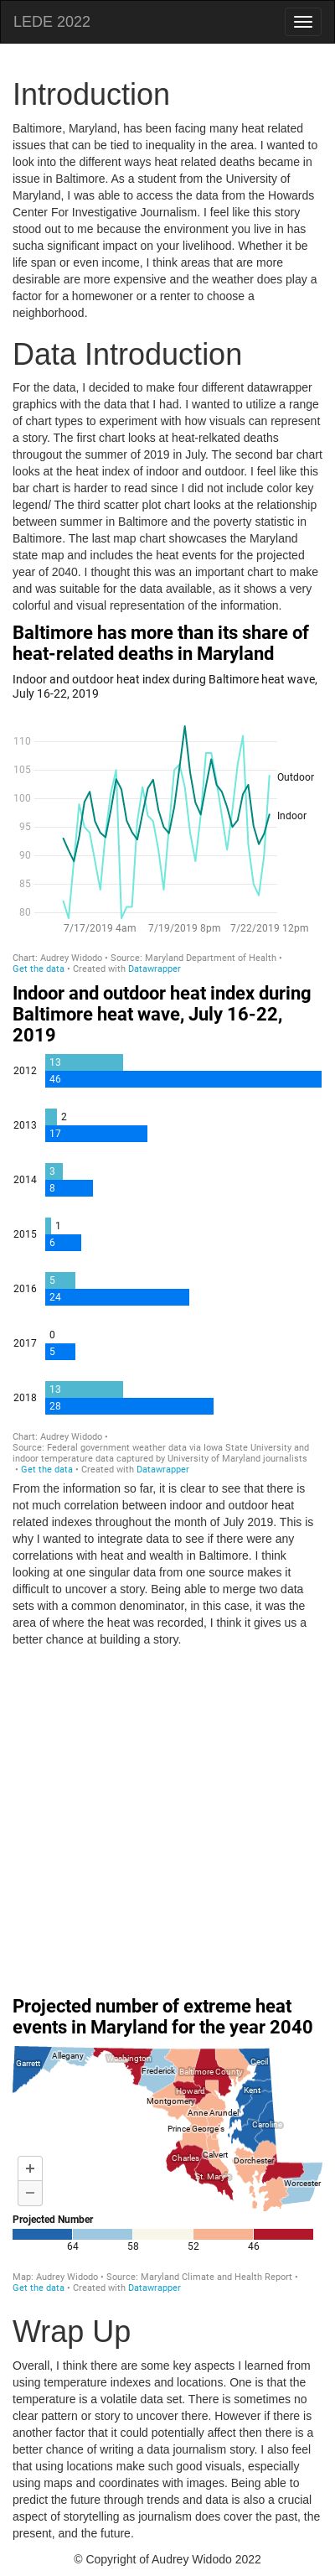 LEDE 2022
Introduction
Baltimore, Maryland, has been facing many heat related
issues that can be tied to inequality in the area. I wanted to
look into the different ways heat related deaths became in
issue in Baltimore. As a student from the University of
Maryland, I was able to access the data from the Howards
Center For Investigative Journalism. I feel like this story
stood out to me because the environment you live in has
sucha significant impact on your livelihood. Whether it be
life span or even income, I think areas that are more
desirable are more expensive and the weather does play a
factor for a homewoner or a renter to choose a
neighborhood.
Data Introduction
For the data, I decided to make four different datawrapper
graphics with the data that I had. I wanted to utilize a range
of chart types to experiment with how visuals can represent
a story. The first chart looks at heat-relkated deaths
througout the summer of 2019 in July. The second bar chart
looks at the heat index of indoor and outdoor. I feel like this
bar chart is harder to read since I did not include color key
legend/ The third scatter plot chart looks at the relationship
between summer in Baltimore and the poverty statistic in
Baltimore. The last map chart showcases the Maryland
state map and includes the heat events for the projected
year of 2040. I thought this was an important chart to make
and was suitable for the data available, as it shows a very
colorful and visual representation of the information.
Baltimore has more than its share of
heat-related deaths in Maryland
Indoor and outdoor heat index during Baltimore heat wave,
July 16-22, 2019
110
105
100
95
90
85
80
Outdoor
Indoor
7/17/2019 4am 7/19/2019 8pm 7/22/2019 12pm
Chart: Audrey Widodo • Source: Maryland Department of Health •
Get the data • Created with Datawrapper
Indoor and outdoor heat index during
Baltimore heat wave, July 16-22,
2019
2012 13
46
2013 2
17
2014 3
8
2015 1
6
2016 5
24
2017 0
5
2018 13
28
Chart: Audrey Widodo •
Source: Federal government weather data via Iowa State University and
indoor temperature data captured by University of Maryland journalists
• Get the data • Created with Datawrapper
From the information so far, it is clear to see that there is
not much correlation between indoor and outdoor heat
related indexes throughout the month of July 2019. This is
why I wanted to integrate data to see if there were any
correlations with heat and wealth in Baltimore. I think
looking at one singular data from one source makes it
difficult to uncover a story. Being able to merge two data
sets with a common denominator, in this case, it was the
area of where the heat was recorded, I think it gives us a
better chance at building a story.
Projected number of extreme heat
events in Maryland for the year 2040
Garrett
Allegany
Washington
Frederick
Baltimore County
Cecil
Howard
Kent
Montgomery
Anne Arundel
Prince George's
Caroline
Charles
Calvert
Dorchester
St. Mary's
Worcester
+
−
Projected Number
64 58 52 46
Map: Audrey Widodo • Source: Maryland Climate and Health Report •
Get the data • Created with Datawrapper
Wrap Up
Overall, I think there are some key aspects I learned from
using temperature indexes and locations. One is that the
temperature is a volatile data set. There is sometimes no
clear pattern or story to uncover there. However if there is
another factor that it could potentially affect then there is a
better chance of writing a data journalism story. I also feel
that using locations make such good visuals, especially
using maps and coordinates with images. Being able to
predict the future through trends and data is also a crucial
aspect of storytelling as journalism does cover the past, the
present, and the future.
© Copyright of Audrey Widodo 2022